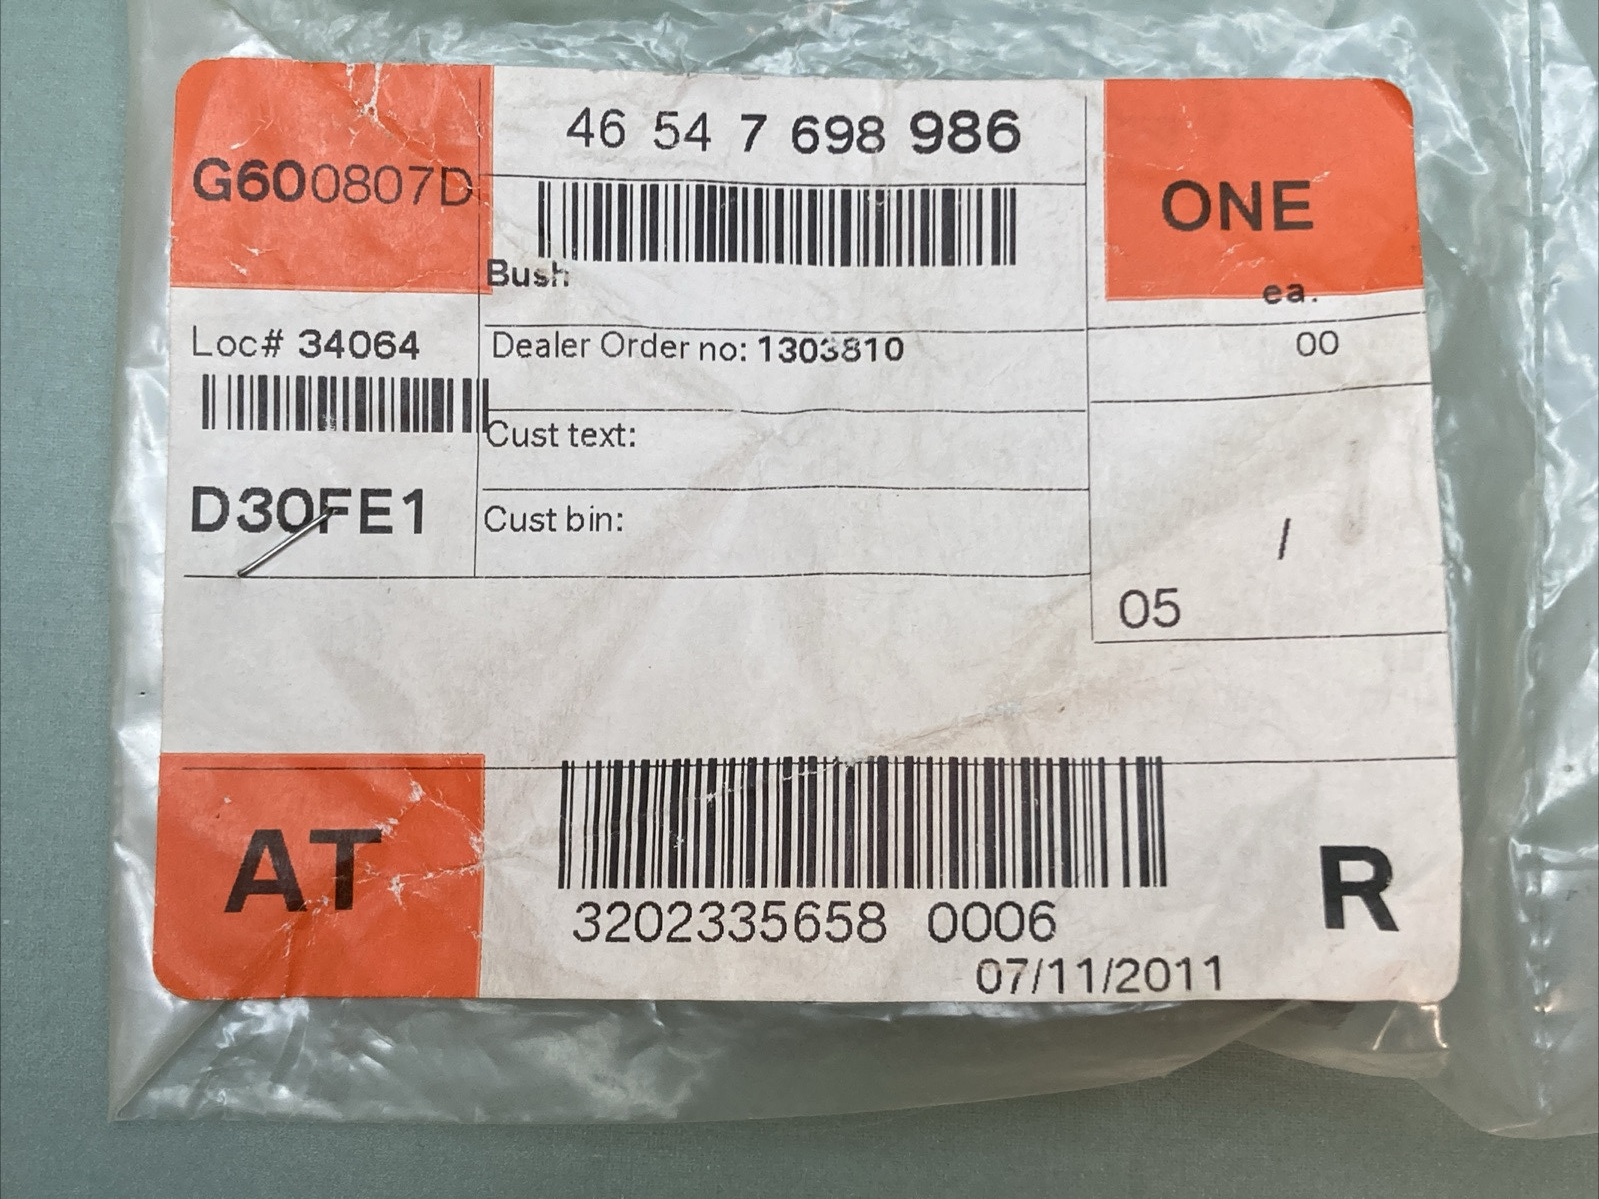 46 54 7 698 986
G600807D
ONE
Bush
ea.
Loc# 34064
Dealer Order no: 1303810
00
Cust text:
D30FE1
Cust bin:
/
05
AT
R
3202335658 0006
07/11/2011